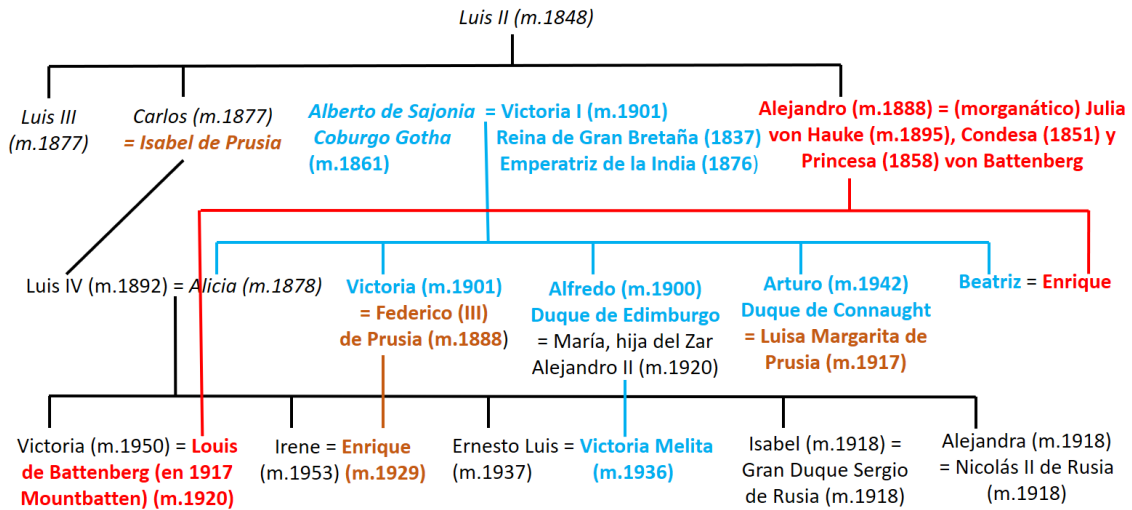 Luis II (m.1848)
Luis III
(m.1877)
Carlos (m.1877)
= Isabel de Prusia
Alberto de Sajonia
Coburgo Gotha
(m.1861)
= Victoria I (m.1901)
Reina de Gran Bretaña (1837)
Emperatriz de la India (1876)
Alejandro (m.1888) = (morganático) Julia
von Hauke (m.1895), Condesa (1851) y
Princesa (1858) von Battenberg
Luis IV (m.1892) = Alicia (m.1878)
Victoria (m.1901)
= Federico (III)
de Prusia (m.1888)
Alfredo (m.1900)
Duque de Edimburgo
= María, hija del Zar
Alejandro II (m.1920)
Arturo (m.1942)
Duque de Connaught
= Luisa Margarita de
Prusia (m.1917)
Beatriz = Enrique
Victoria (m.1950) = Louis
de Battenberg (en 1917
Mountbatten) (m.1920)
Irene = Enrique
(m.1953) (m.1929)
Ernesto Luis = Victoria Melita
(m.1937) (m.1936)
Isabel (m.1918) =
Gran Duque Sergio
de Rusia (m.1918)
Alejandra (m.1918)
= Nicolás II de Rusia
(m.1918)